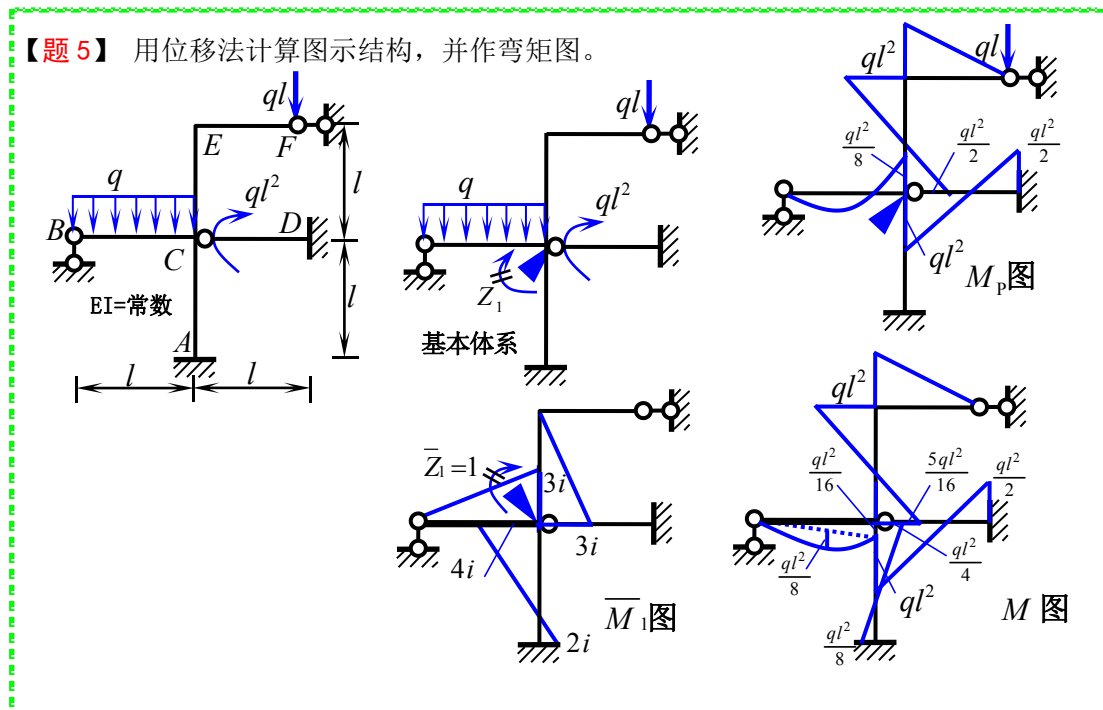 【题 5】 用位移法计算图示结构，并作弯矩图。
ql
E
F
q
ql²
l
B
D
C
EI=常数
l
A
l
l
ql
q
ql²
Z₁
基本体系
ql²
ql
ql²/8
ql²/2
ql²/2
ql²
M_P图
Z̄₁=1
3i
3i
4i
2i
M̄₁图
ql²
ql²/16
5ql²/16
ql²/2
ql²/8
ql²/4
ql²
ql²/8
M 图